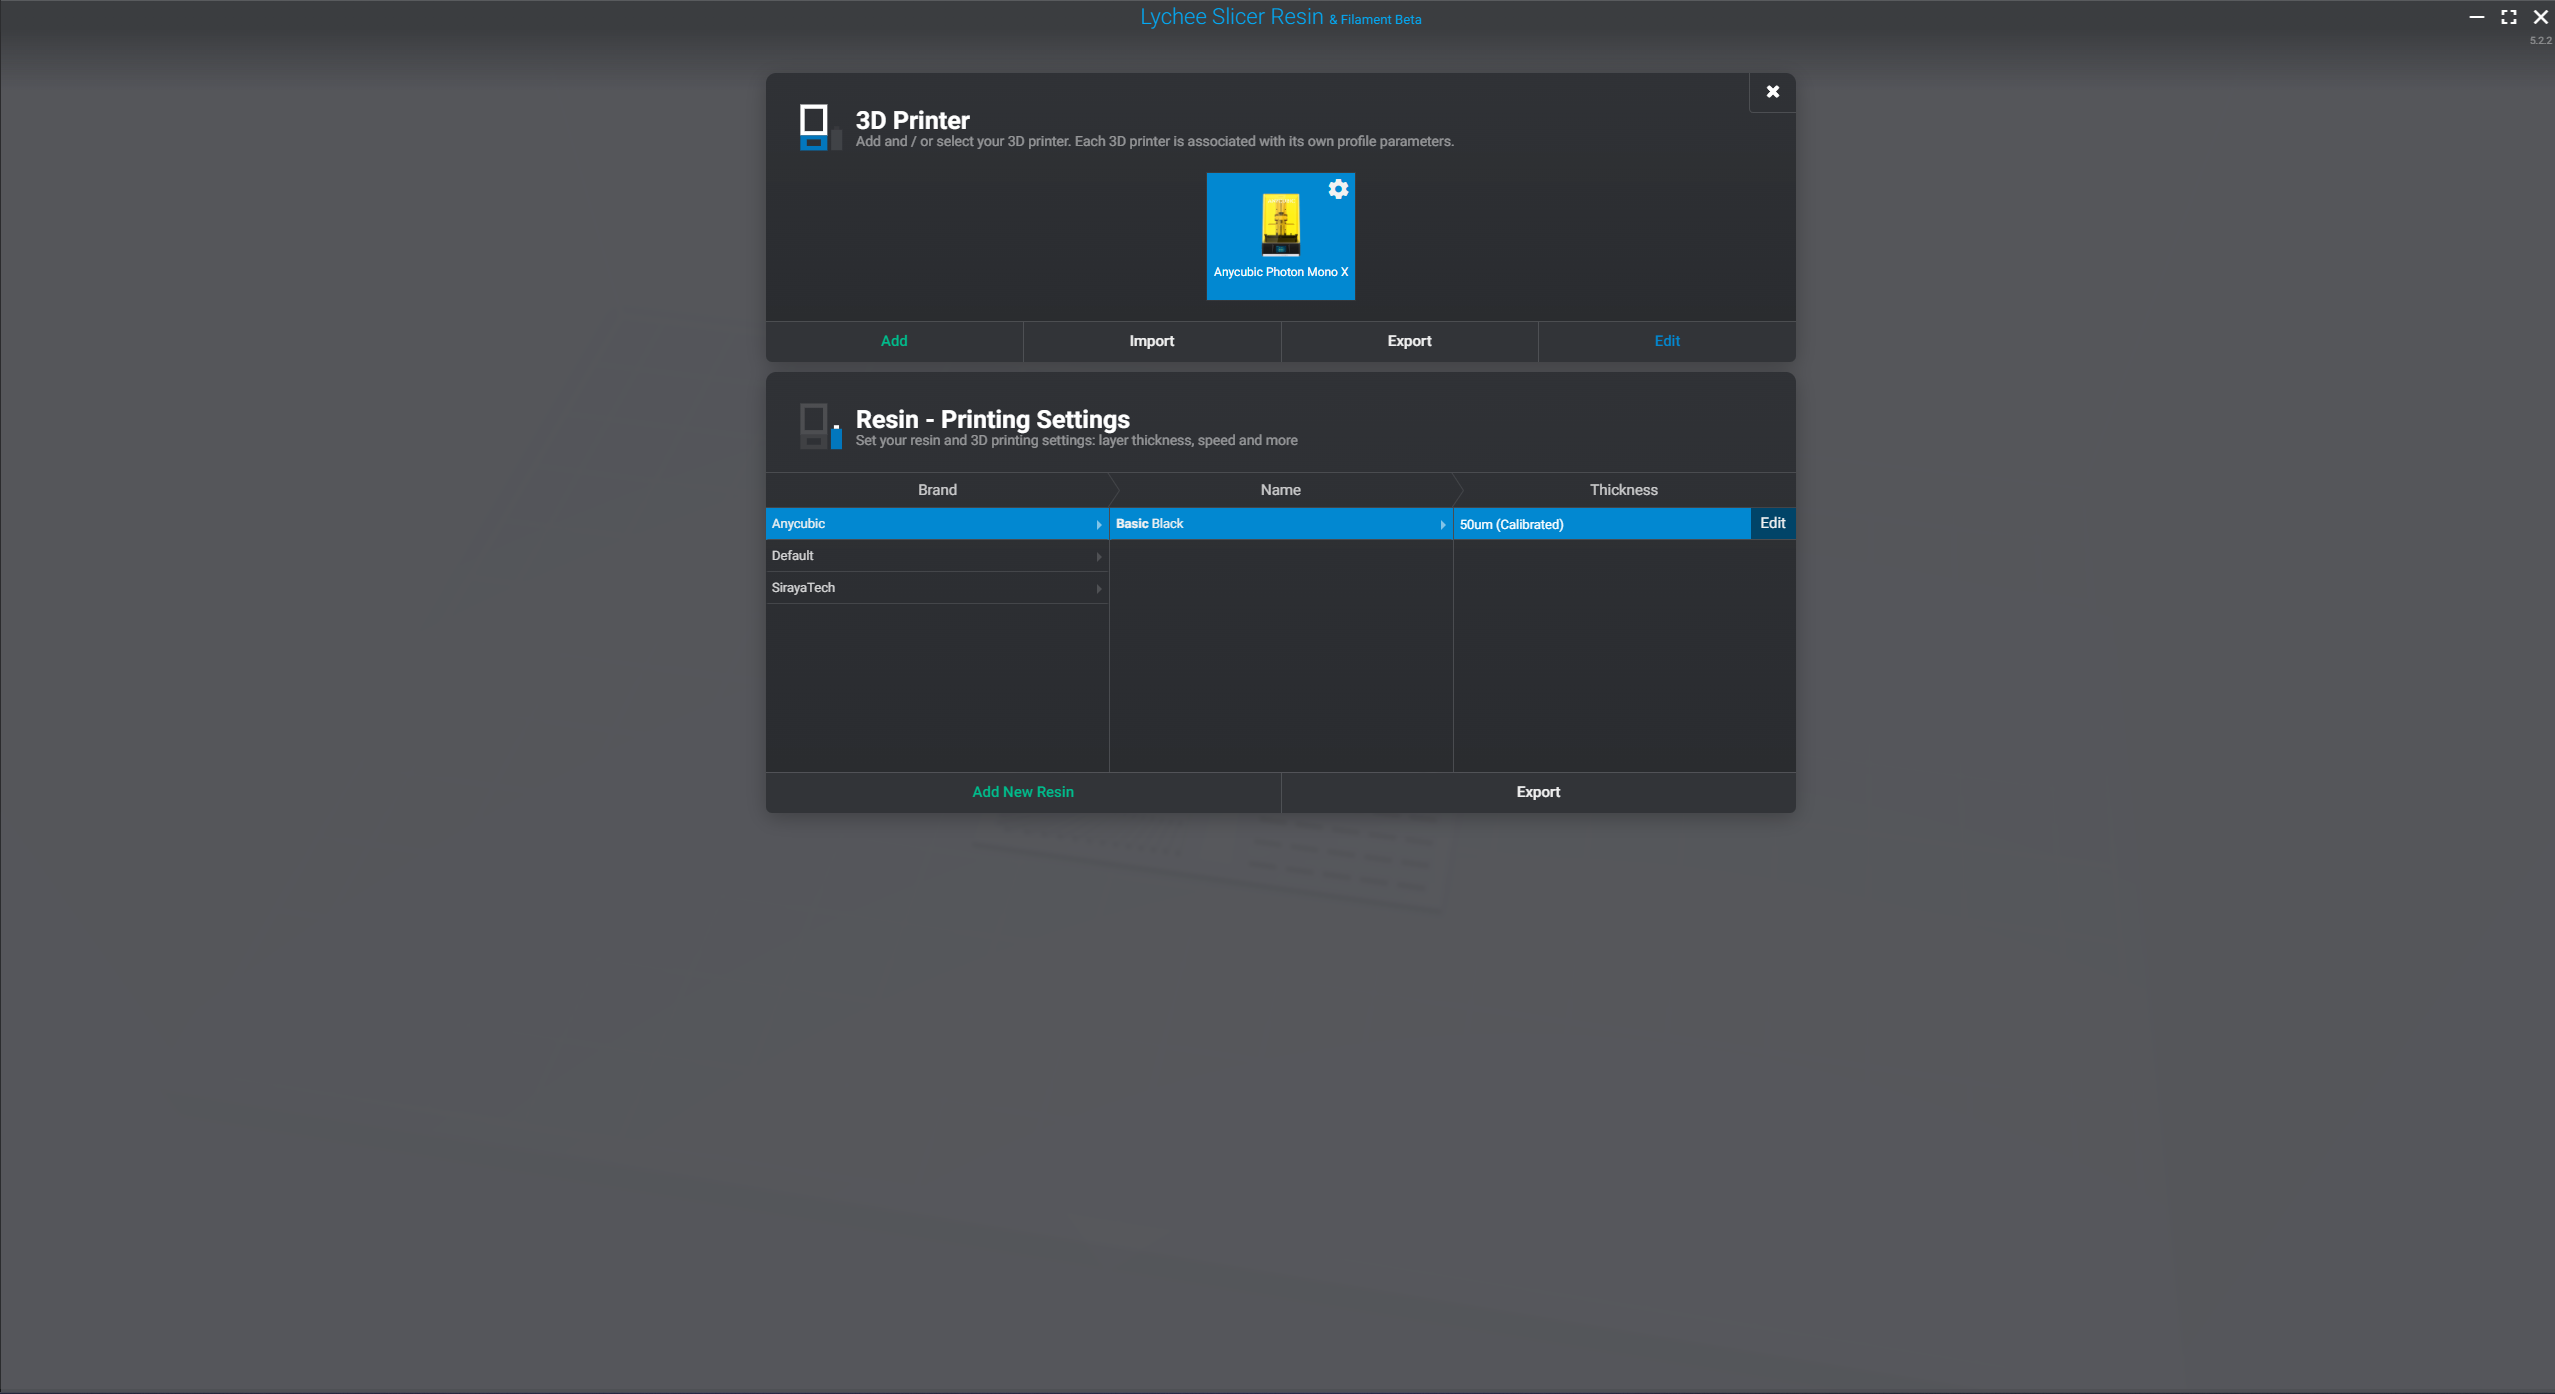 Lychee Slicer Resin & Filament Beta
5.2.2
3D Printer
Add and / or select your 3D printer. Each 3D printer is associated with its own profile parameters.
Anycubic Photon Mono X
Add
Import
Export
Edit
Resin - Printing Settings
Set your resin and 3D printing settings: layer thickness, speed and more
Brand
Name
Thickness
Anycubic
Basic Black
50um (Calibrated)
Edit
Default
SirayaTech
Add New Resin
Export